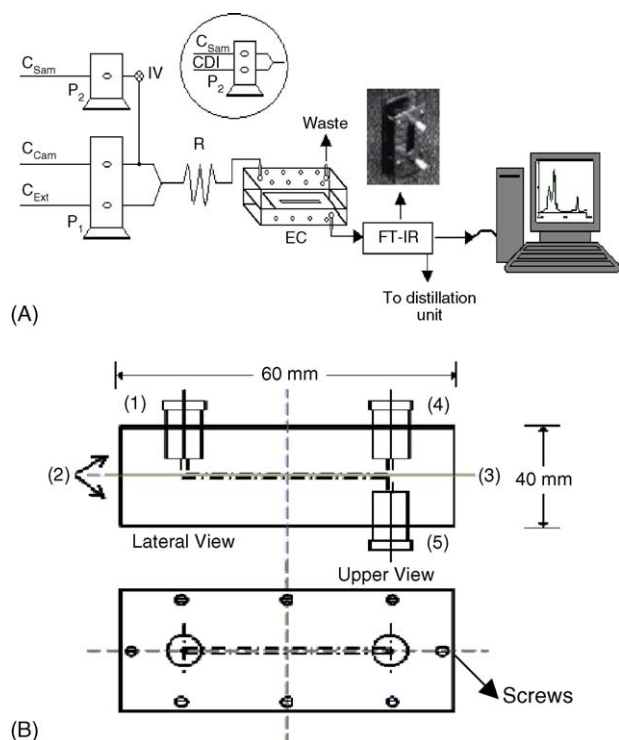 C_Sam
CDI
P_2
C_Sam
IV
P_2
Waste
R
C_Cam
C_Ext
P_1
EC
FT-IR
To distillation
unit
(A)
60 mm
(1)
(4)
(2)
(3)
40 mm
Lateral View
(5)
Upper View
Screws
(B)